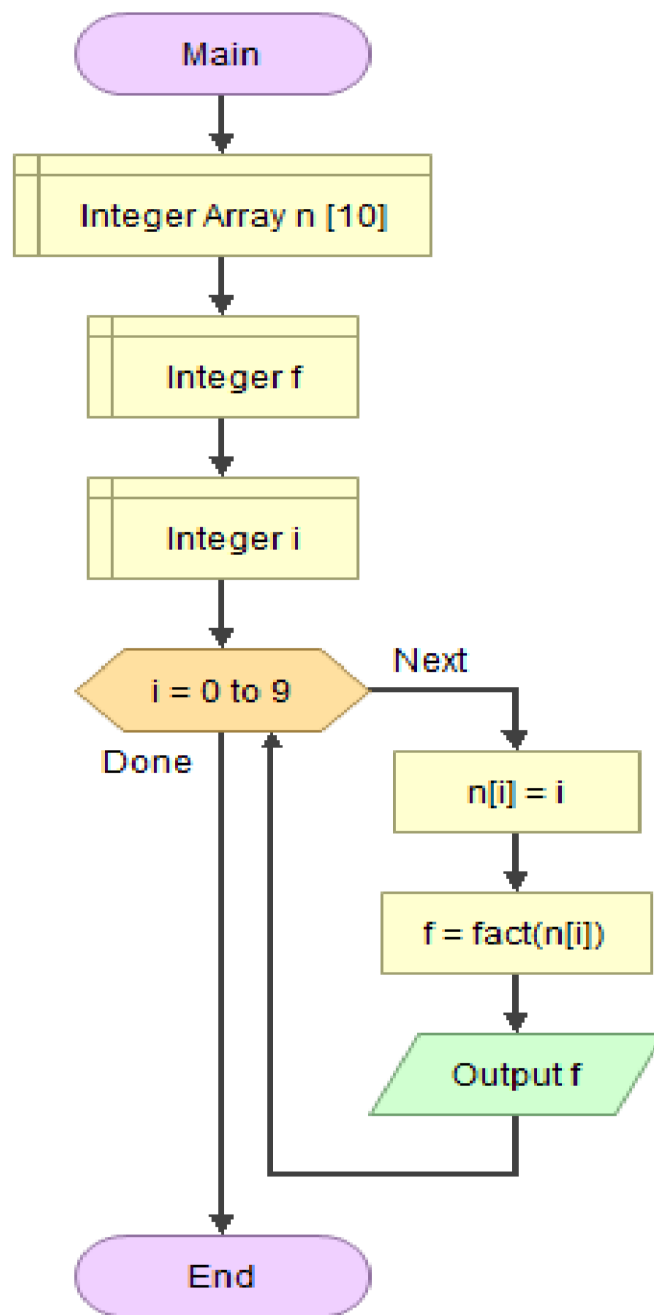 Main
Integer Array n [10]
Integer f
Integer i
i = 0 to 9
Next
Done
n[i] = i
f = fact(n[i])
Output f
End